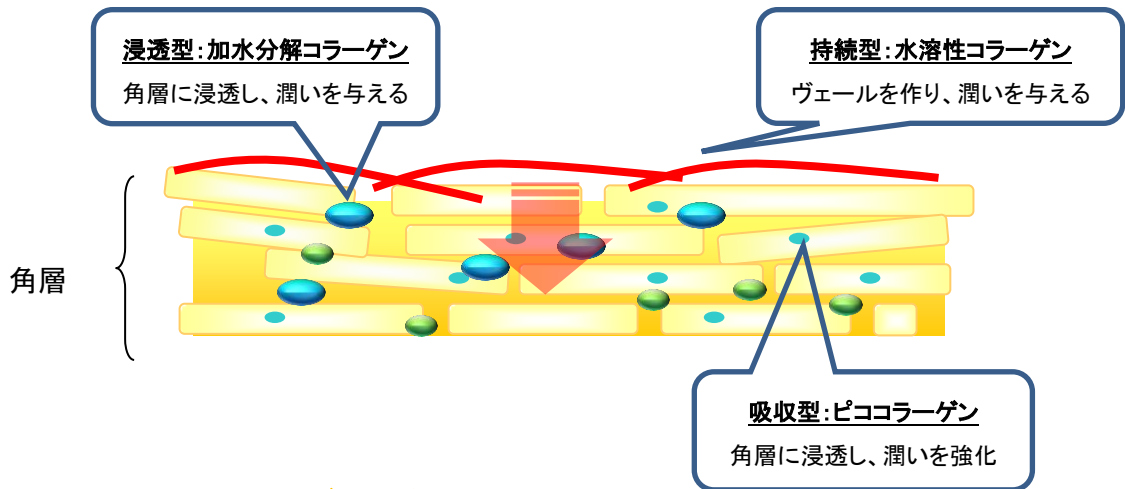 浸透型：加水分解コラーゲン
角層に浸透し、潤いを与える
持続型：水溶性コラーゲン
ヴェールを作り、潤いを与える
角層
吸収型：ピココラーゲン
角層に浸透し、潤いを強化